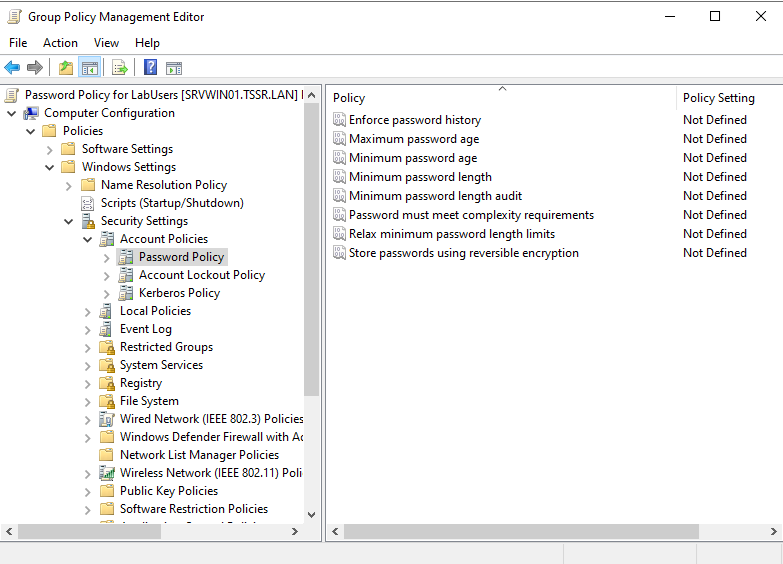 Group Policy Management Editor
File Action View Help
Password Policy for LabUsers [SRVWIN01.TSSR.LAN]
Computer Configuration
Policies
Software Settings
Windows Settings
Name Resolution Policy
Scripts (Startup/Shutdown)
Security Settings
Account Policies
Password Policy
Account Lockout Policy
Kerberos Policy
Local Policies
Event Log
Restricted Groups
System Services
Registry
File System
Wired Network (IEEE 802.3) Policies
Windows Defender Firewall with Ac
Network List Manager Policies
Wireless Network (IEEE 802.11) Poli
Public Key Policies
Software Restriction Policies
Policy Policy Setting
Enforce password history Not Defined
Maximum password age Not Defined
Minimum password age Not Defined
Minimum password length Not Defined
Minimum password length audit Not Defined
Password must meet complexity requirements Not Defined
Relax minimum password length limits Not Defined
Store passwords using reversible encryption Not Defined